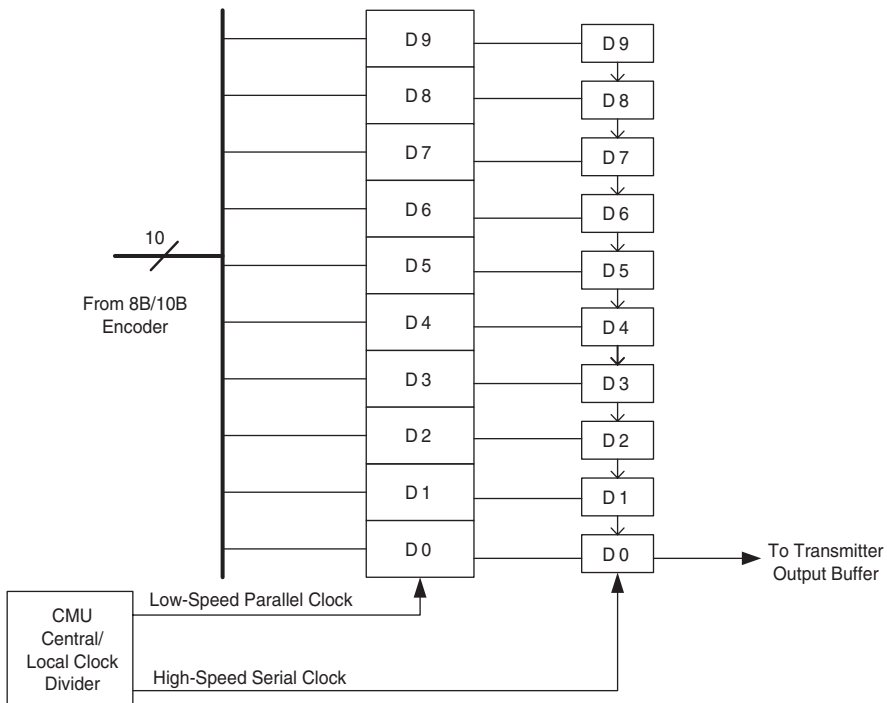 D 9
D 9
D 8
D 8
D 7
D 7
D 6
D 6
10
D 5
D 5
From 8B/10B
Encoder
D 4
D 4
D 3
D 3
D 2
D 2
D 1
D 1
D 0
D 0
To Transmitter
Output Buffer
Low-Speed Parallel Clock
CMU
Central/
Local Clock
Divider
High-Speed Serial Clock